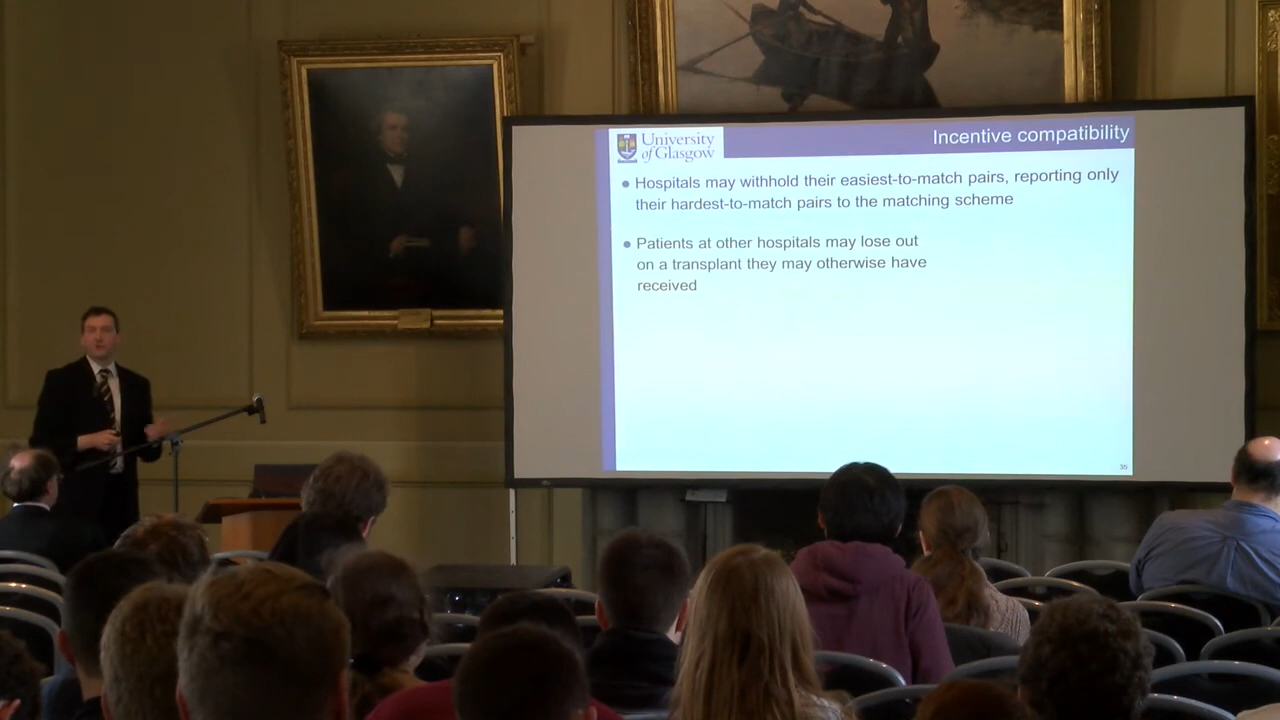 University
of Glasgow
Incentive compatibility
• Hospitals may withhold their easiest-to-match pairs, reporting only
their hardest-to-match pairs to the matching scheme
• Patients at other hospitals may lose out
on a transplant they may otherwise have
received
35